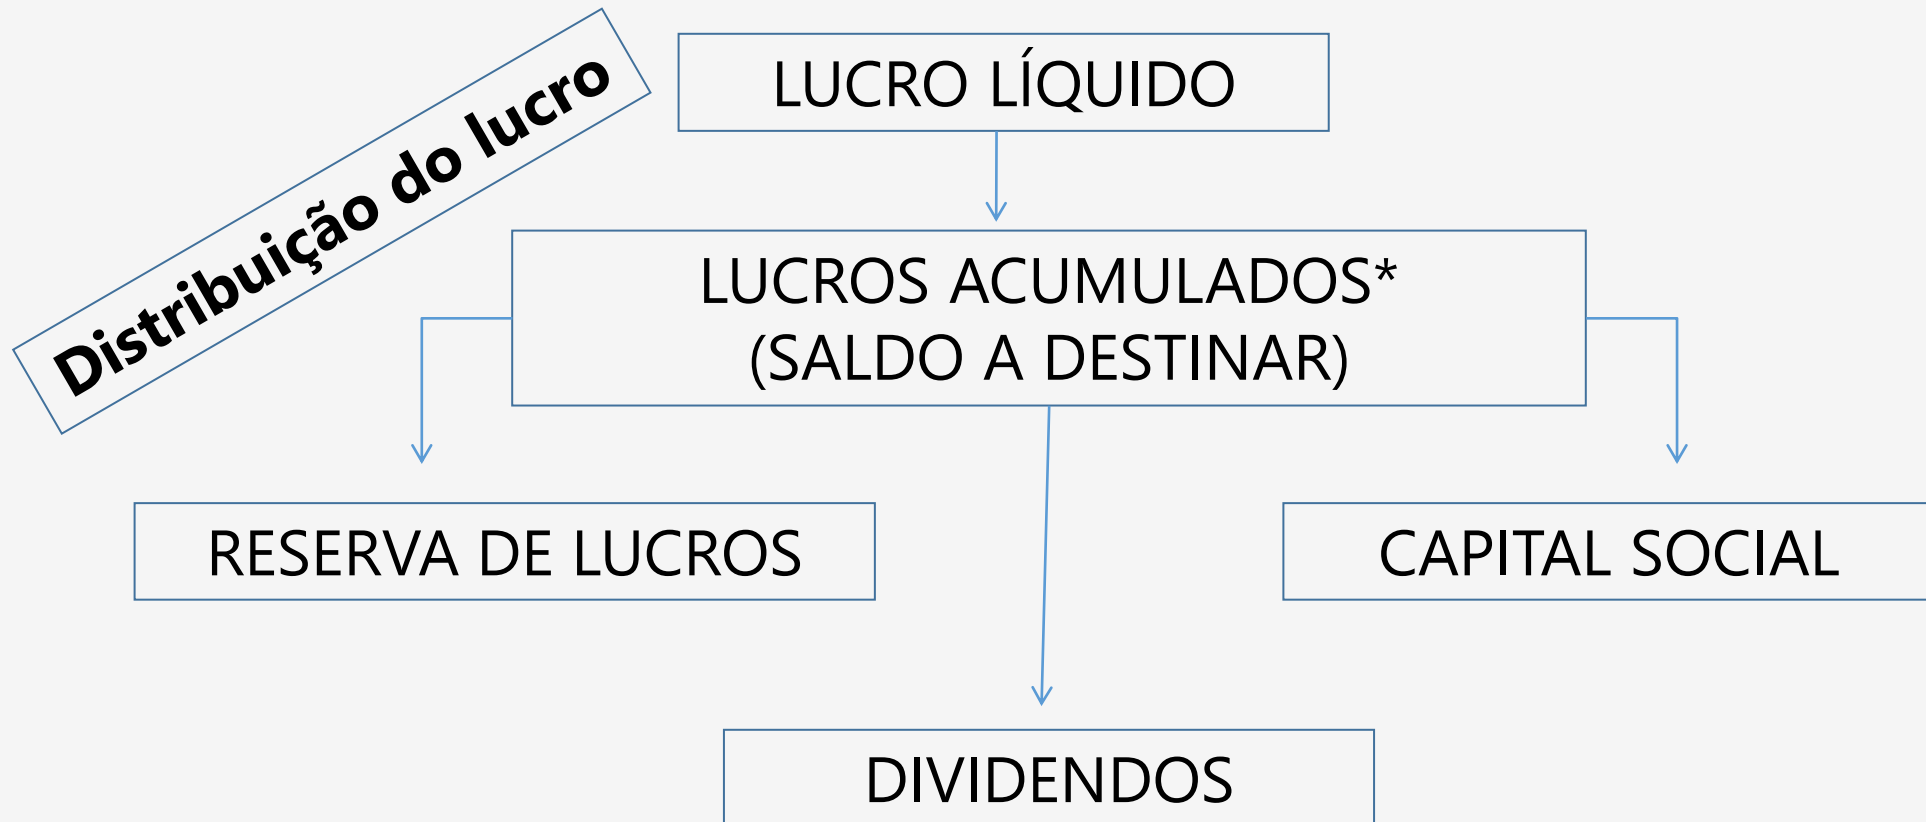 Distribuição do lucro
LUCRO LÍQUIDO
LUCROS ACUMULADOS*
(SALDO A DESTINAR)
RESERVA DE LUCROS
CAPITAL SOCIAL
DIVIDENDOS